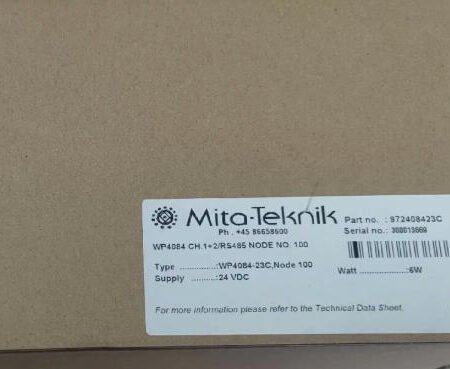 Mita-Teknik
Ph . +45 86658600
Part no. : 972408423C
Serial no.: 300613669
WP4084 CH.1+2/RS485 NODE NO. 100
Type ..............:WP4084-23C,Node 100
Supply ..........:24 VDC
Watt ...............:6W
For more information please refer to the Technical Data Sheet.